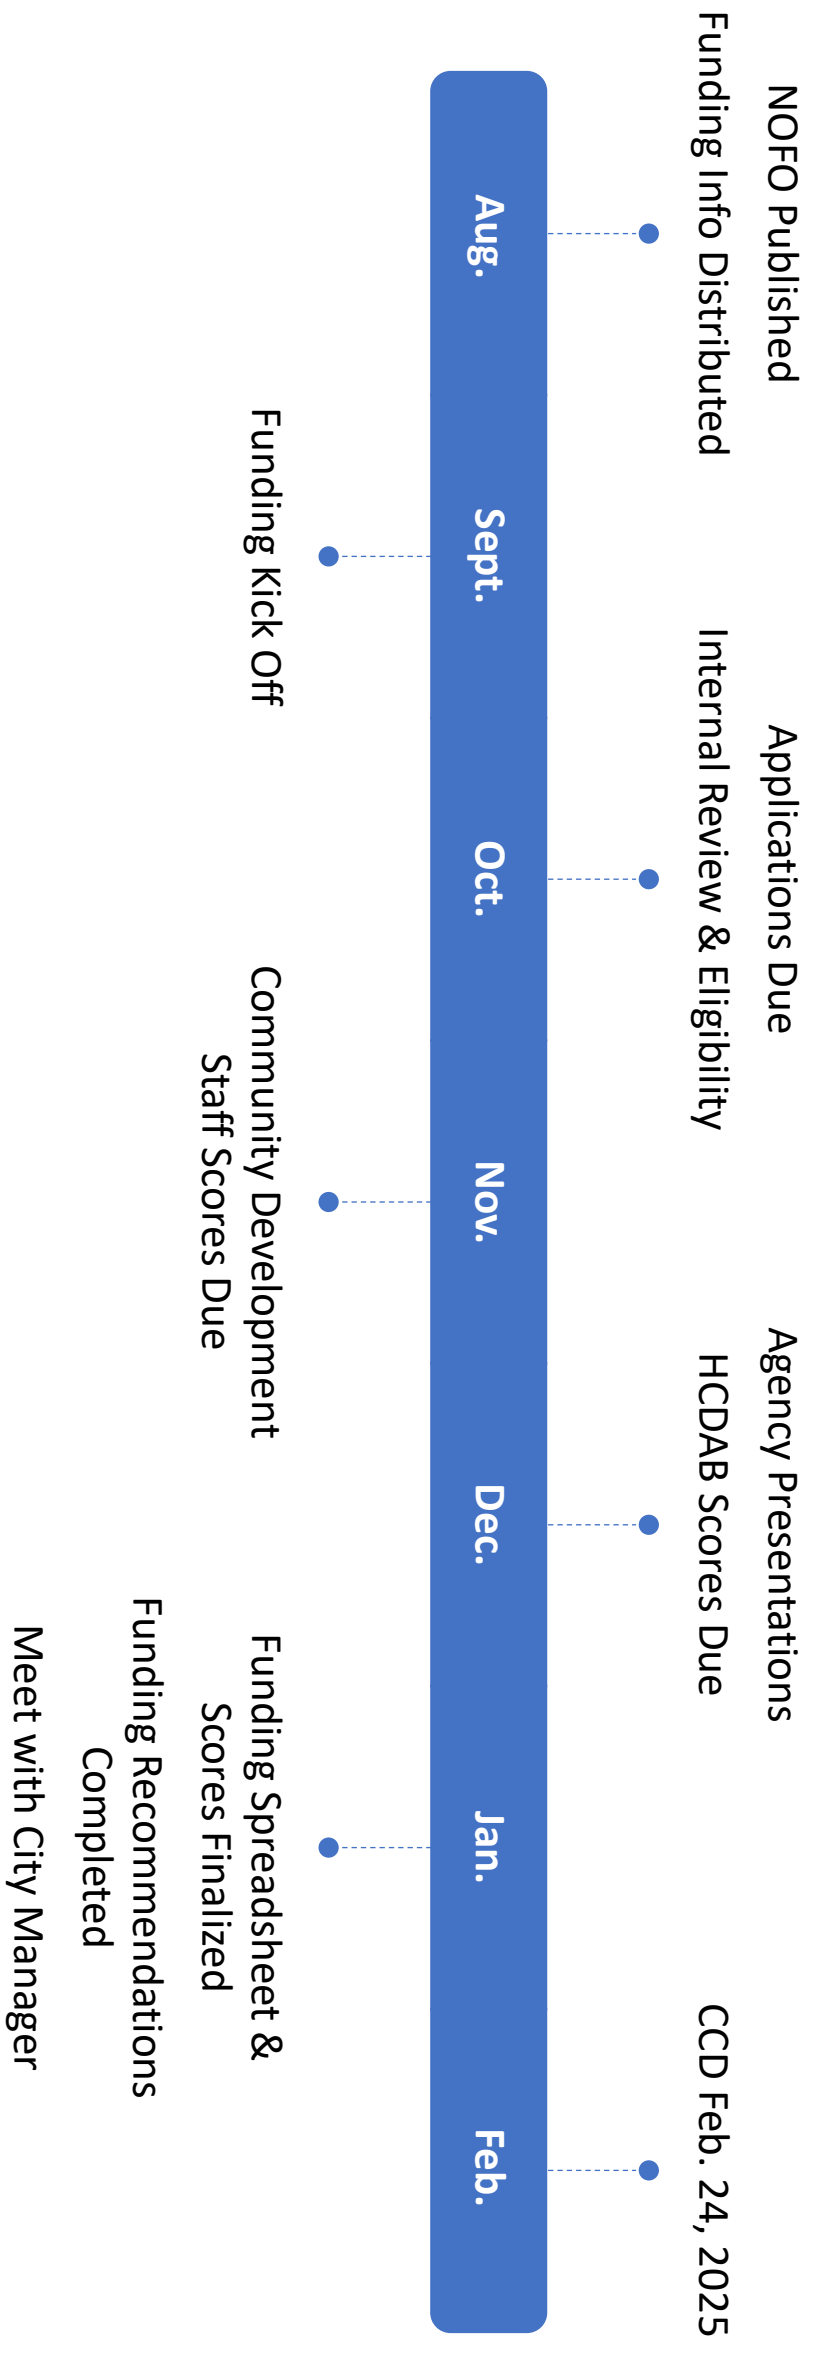 NOFO Published
Funding Info Distributed
Aug.
Sept.
Funding Kick Off
Applications Due
Internal Review & Eligibility
Oct.
Nov.
Community Development
Staff Scores Due
Agency Presentations
HCDAB Scores Due
Dec.
Jan.
Funding Spreadsheet &
Scores Finalized
Funding Recommendations
Completed
Meet with City Manager
CCD Feb. 24, 2025
Feb.